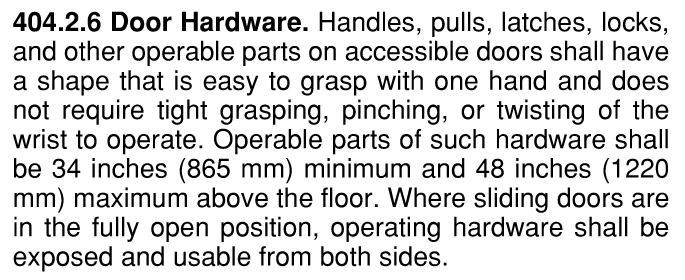 404.2.6 Door Hardware. Handles, pulls, latches, locks,
and other operable parts on accessible doors shall have
a shape that is easy to grasp with one hand and does
not require tight grasping, pinching, or twisting of the
wrist to operate. Operable parts of such hardware shall
be 34 inches (865 mm) minimum and 48 inches (1220
mm) maximum above the floor. Where sliding doors are
in the fully open position, operating hardware shall be
exposed and usable from both sides.